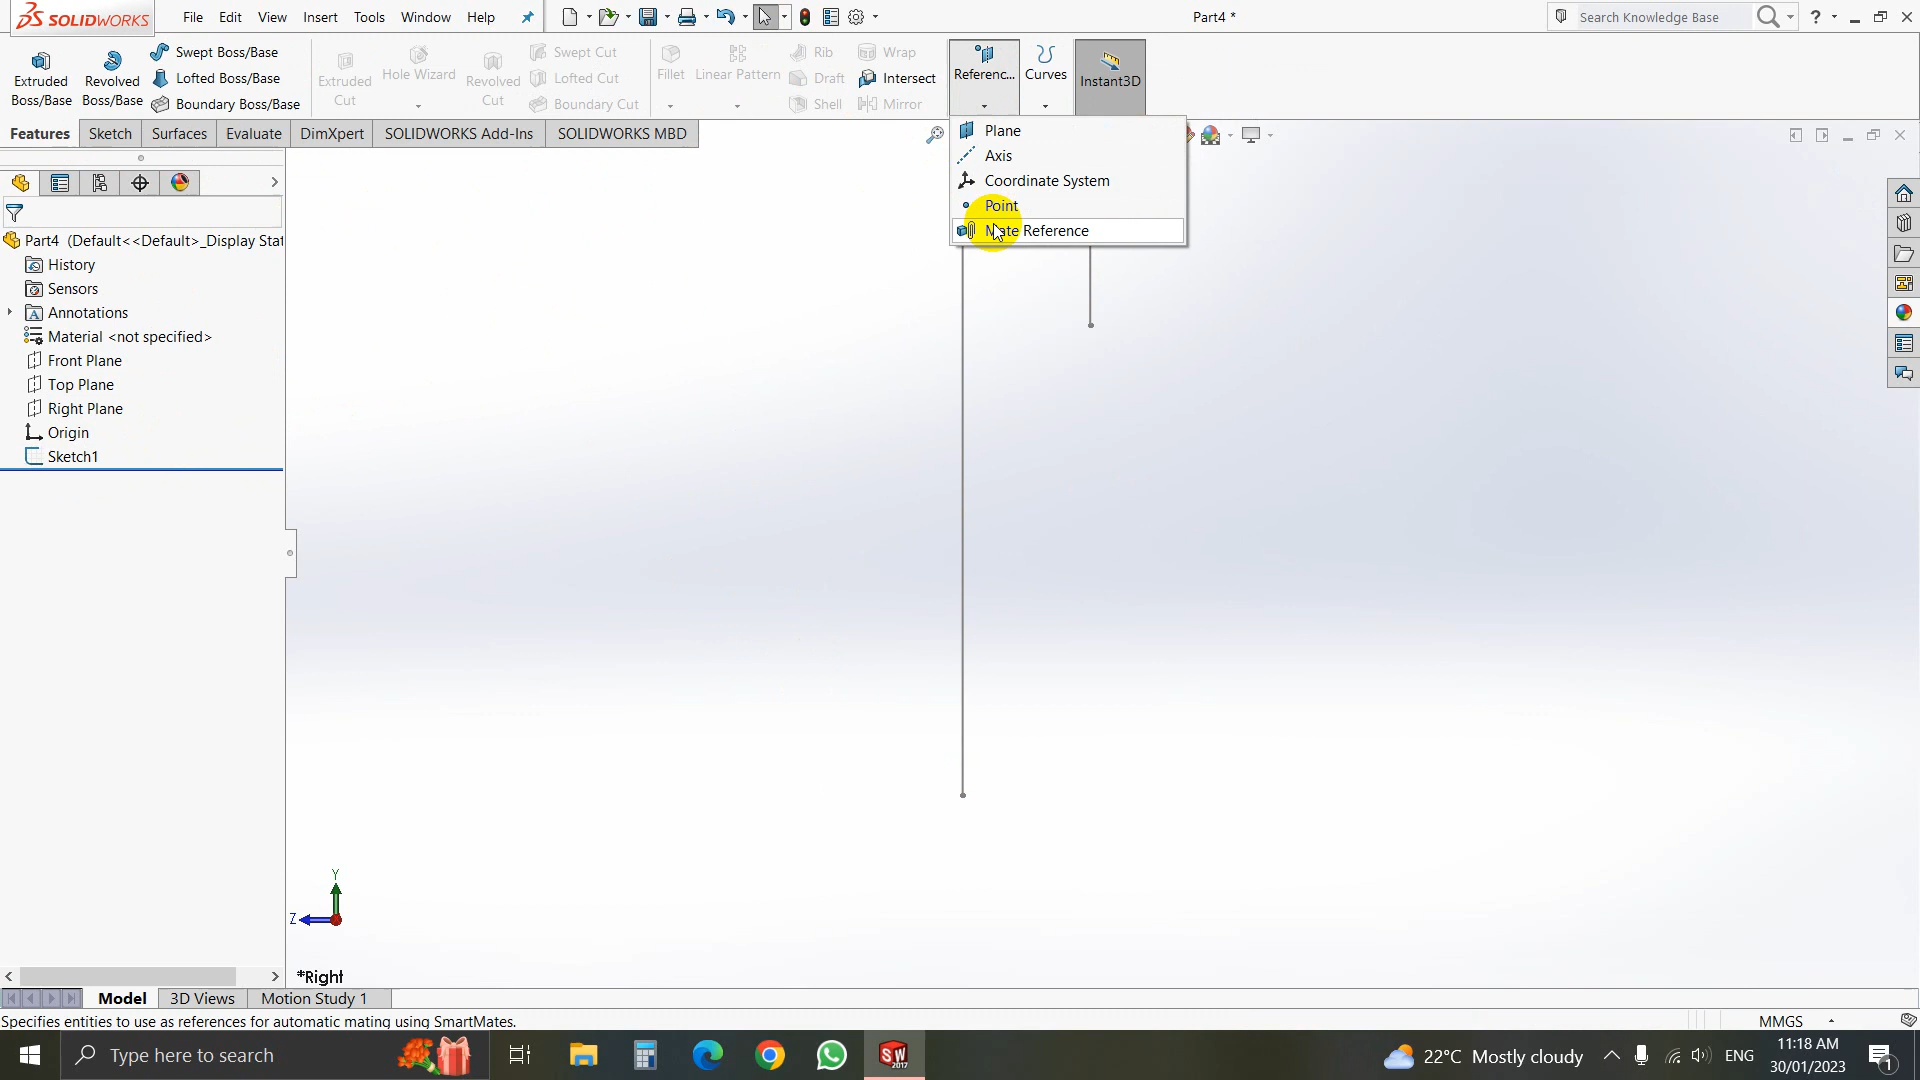 SOLIDWORKS File Edit View Insert Tools Window Help Part4 * Search Knowledge Base ?
Extruded Boss/Base
Revolved Boss/Base
Swept Boss/Base
Lofted Boss/Base
Boundary Boss/Base
Extruded Cut
Hole Wizard
Revolved Cut
Swept Cut
Lofted Cut
Boundary Cut
Fillet
Linear Pattern
Rib
Draft
Shell
Wrap
Intersect
Mirror
Referenc...
Curves
Instant3D
Features Sketch Surfaces Evaluate DimXpert SOLIDWORKS Add-Ins SOLIDWORKS MBD
Plane
Axis
Coordinate System
Point
Mate Reference
Part4 (Default<<Default>_Display Stat
History
Sensors
Annotations
Material <not specified>
Front Plane
Top Plane
Right Plane
Origin
Sketch1
Y
Z
*Right
Model 3D Views Motion Study 1
Specifies entities to use as references for automatic mating using SmartMates. MMGS
Type here to search
SW 2017
22°C Mostly cloudy
ENG
11:18 AM
30/01/2023
1